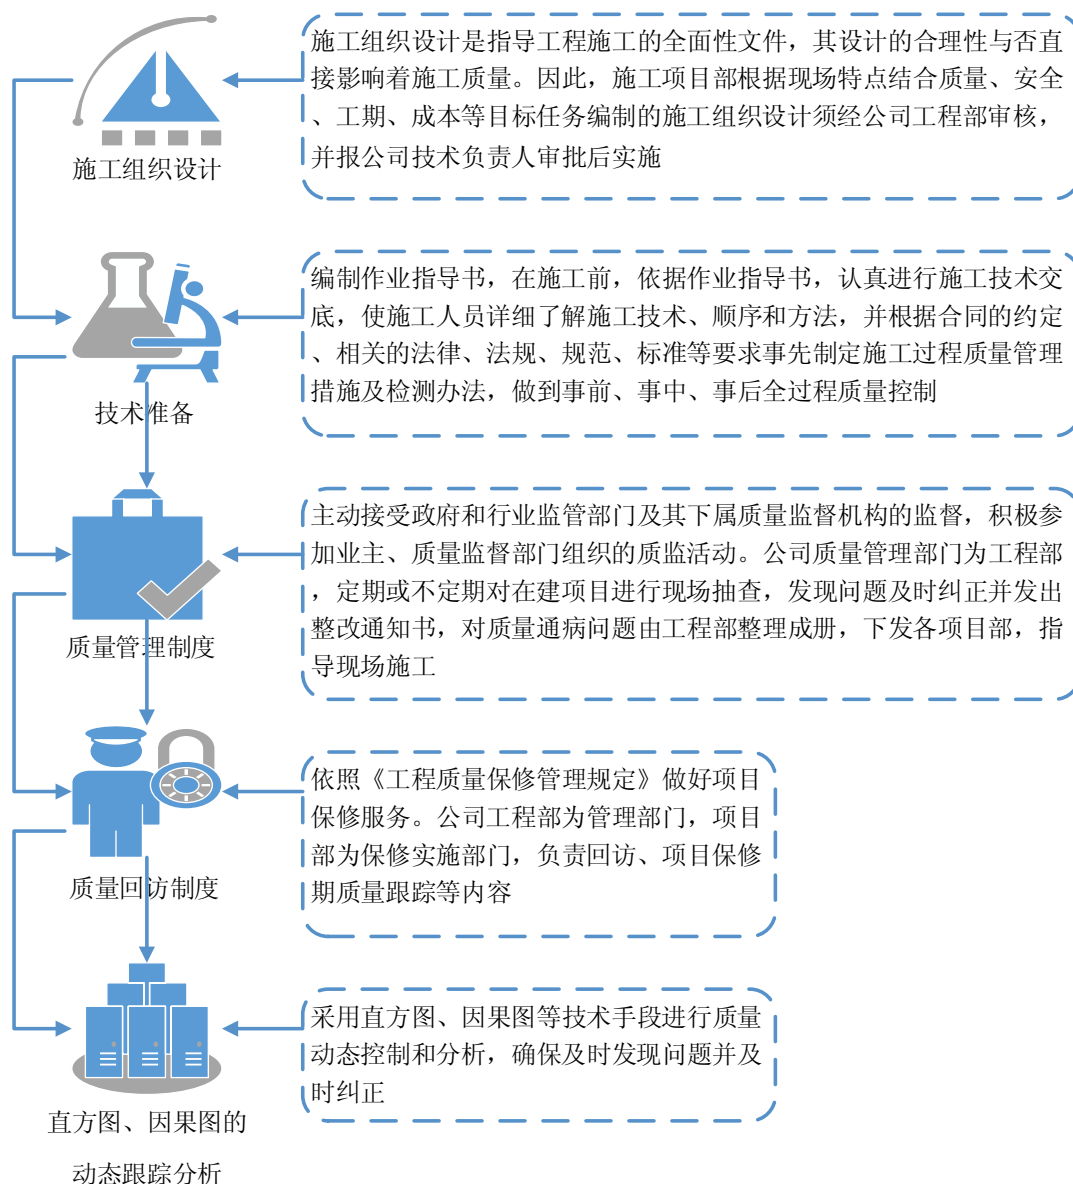 施工组织设计是指导工程施工的全面性文件，其设计的合理性与否直
接影响着施工质量。因此，施工项目部根据现场特点结合质量、安全
、工期、成本等目标任务编制的施工组织设计须经公司工程部审核，
并报公司技术负责人审批后实施
施工组织设计
编制作业指导书，在施工前，依据作业指导书，认真进行施工技术交
底，使施工人员详细了解施工技术、顺序和方法，并根据合同的约定
、相关的法律、法规、规范、标准等要求事先制定施工过程质量管理
措施及检测办法，做到事前、事中、事后全过程质量控制
技术准备
主动接受政府和行业监管部门及其下属质量监督机构的监督，积极参
加业主、质量监督部门组织的质监活动。公司质量管理部门为工程部
，定期或不定期对在建项目进行现场抽查，发现问题及时纠正并发出
整改通知书，对质量通病问题由工程部整理成册，下发各项目部，指
导现场施工
质量管理制度
依照《工程质量保修管理规定》做好项目
保修服务。公司工程部为管理部门，项目
部为保修实施部门，负责回访、项目保修
期质量跟踪等内容
质量回访制度
采用直方图、因果图等技术手段进行质量
动态控制和分析，确保及时发现问题并及
时纠正
直方图、因果图的
动态跟踪分析